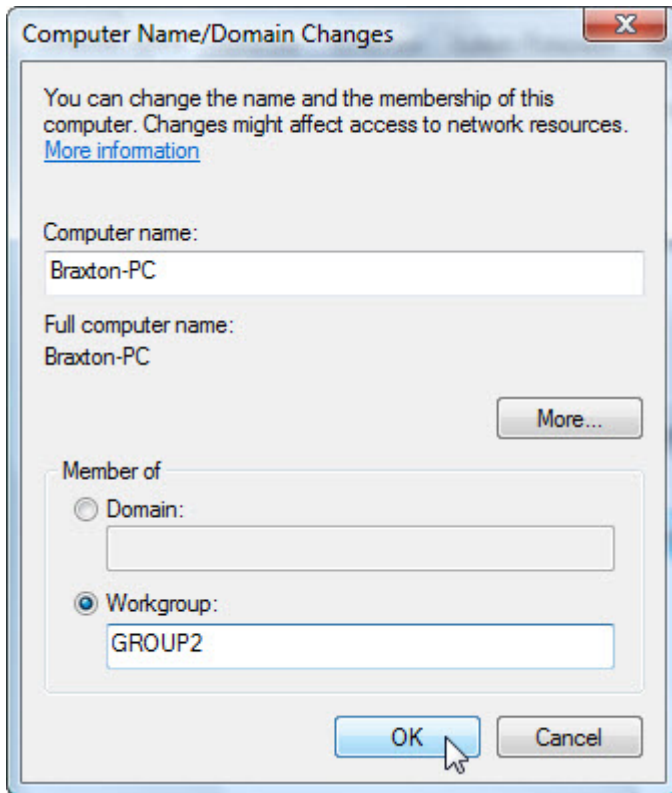 Computer Name/Domain Changes
You can change the name and the membership of this
computer. Changes might affect access to network resources.
More information
Computer name:
Braxton-PC
Full computer name:
Braxton-PC
More...
Member of
Domain:
Workgroup:
GROUP2
OK
Cancel